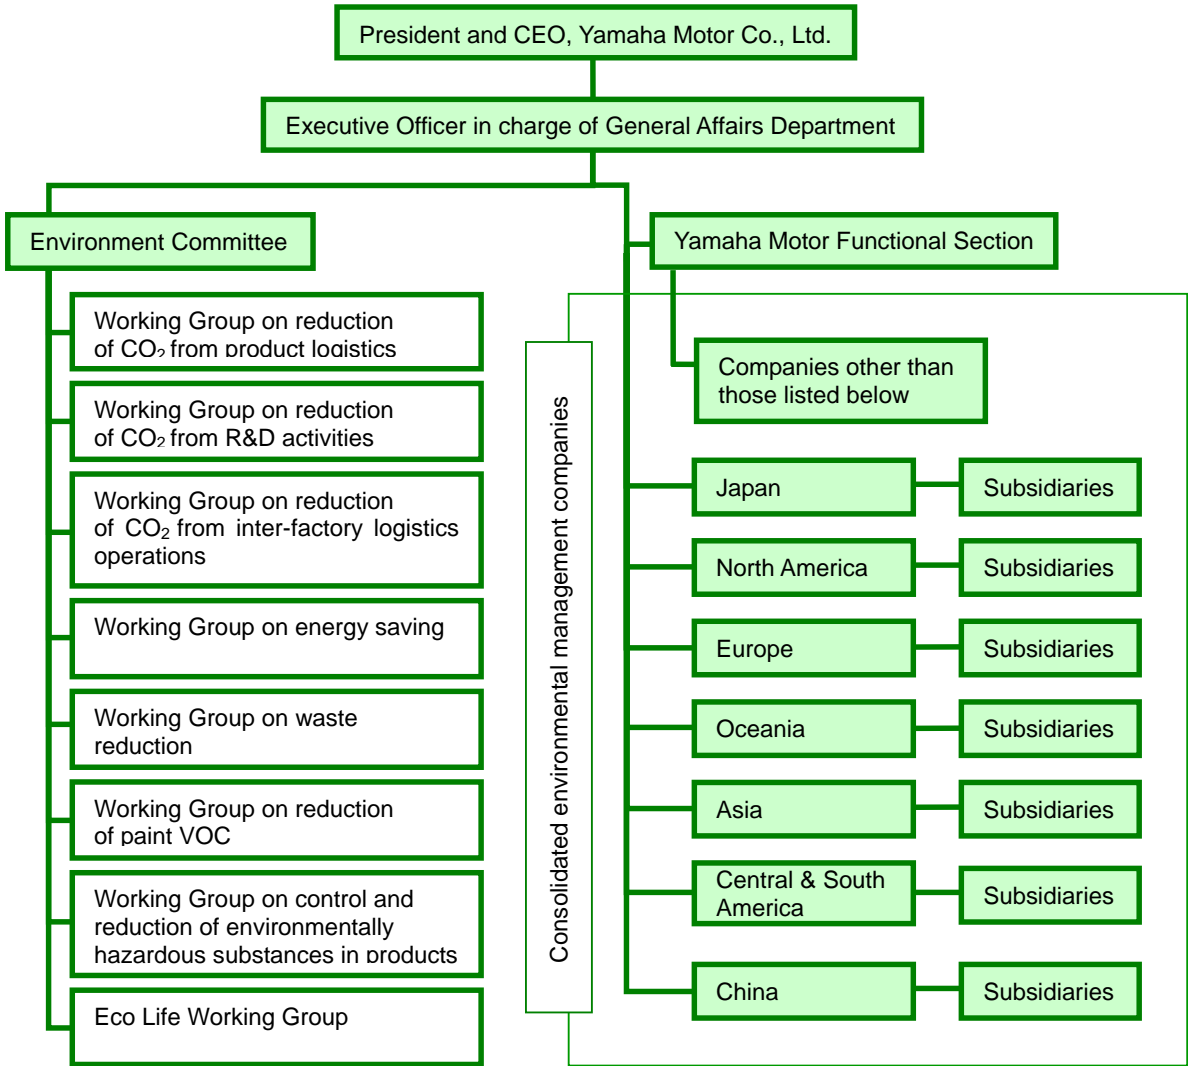 President and CEO, Yamaha Motor Co., Ltd.
Executive Officer in charge of General Affairs Department
Environment Committee
Working Group on reduction
of CO₂ from product logistics
Working Group on reduction
of CO₂ from R&D activities
Working Group on reduction
of CO₂ from inter-factory logistics
operations
Working Group on energy saving
Working Group on waste
reduction
Working Group on reduction
of paint VOC
Working Group on control and
reduction of environmentally
hazardous substances in products
Eco Life Working Group
Yamaha Motor Functional Section
Consolidated environmental management companies
Companies other than
those listed below
Japan
Subsidiaries
North America
Subsidiaries
Europe
Subsidiaries
Oceania
Subsidiaries
Asia
Subsidiaries
Central & South
America
Subsidiaries
China
Subsidiaries